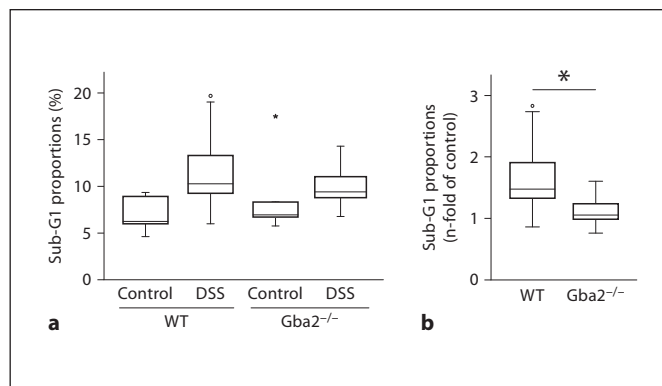 20
15
10
5
0
Sub-G1 proportions (%)
Control DSS Control DSS
WT Gba2–/–
a
*
3
2
1
0
Sub-G1 proportions
(n-fold of control)
*
WT Gba2–/–
b